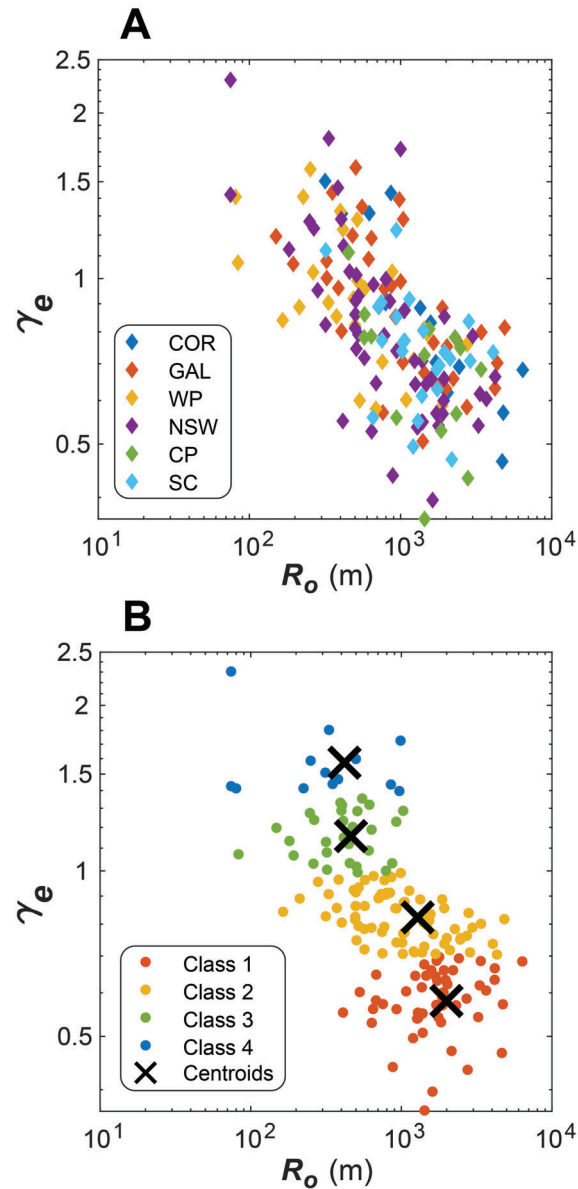 A
2.5
2
1.5
1
0.5
γe
COR
GAL
WP
NSW
CP
SC
10^1
10^2
10^3
10^4
Ro (m)
B
2.5
2
1.5
1
0.5
γe
Class 1
Class 2
Class 3
Class 4
Centroids
10^1
10^2
10^3
10^4
Ro (m)